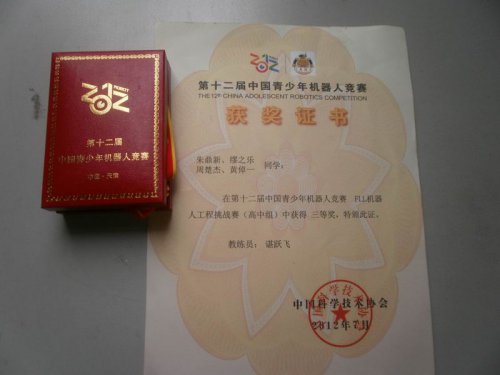 2012
第十二届
中国青少年机器人竞赛
第十二届中国青少年机器人竞赛
THE 12th CHINA ADOLESCENT ROBOTICS COMPETITION
获奖证书
朱鼎新、缪之乐
周楚杰、黄倬一 同学：
在第十二届中国青少年机器人竞赛 FLL机器
人工程挑战赛（高中组）中获得 三等奖，特颁此证。
教练员： 谌跃飞
中国科学技术协会
2012年7月